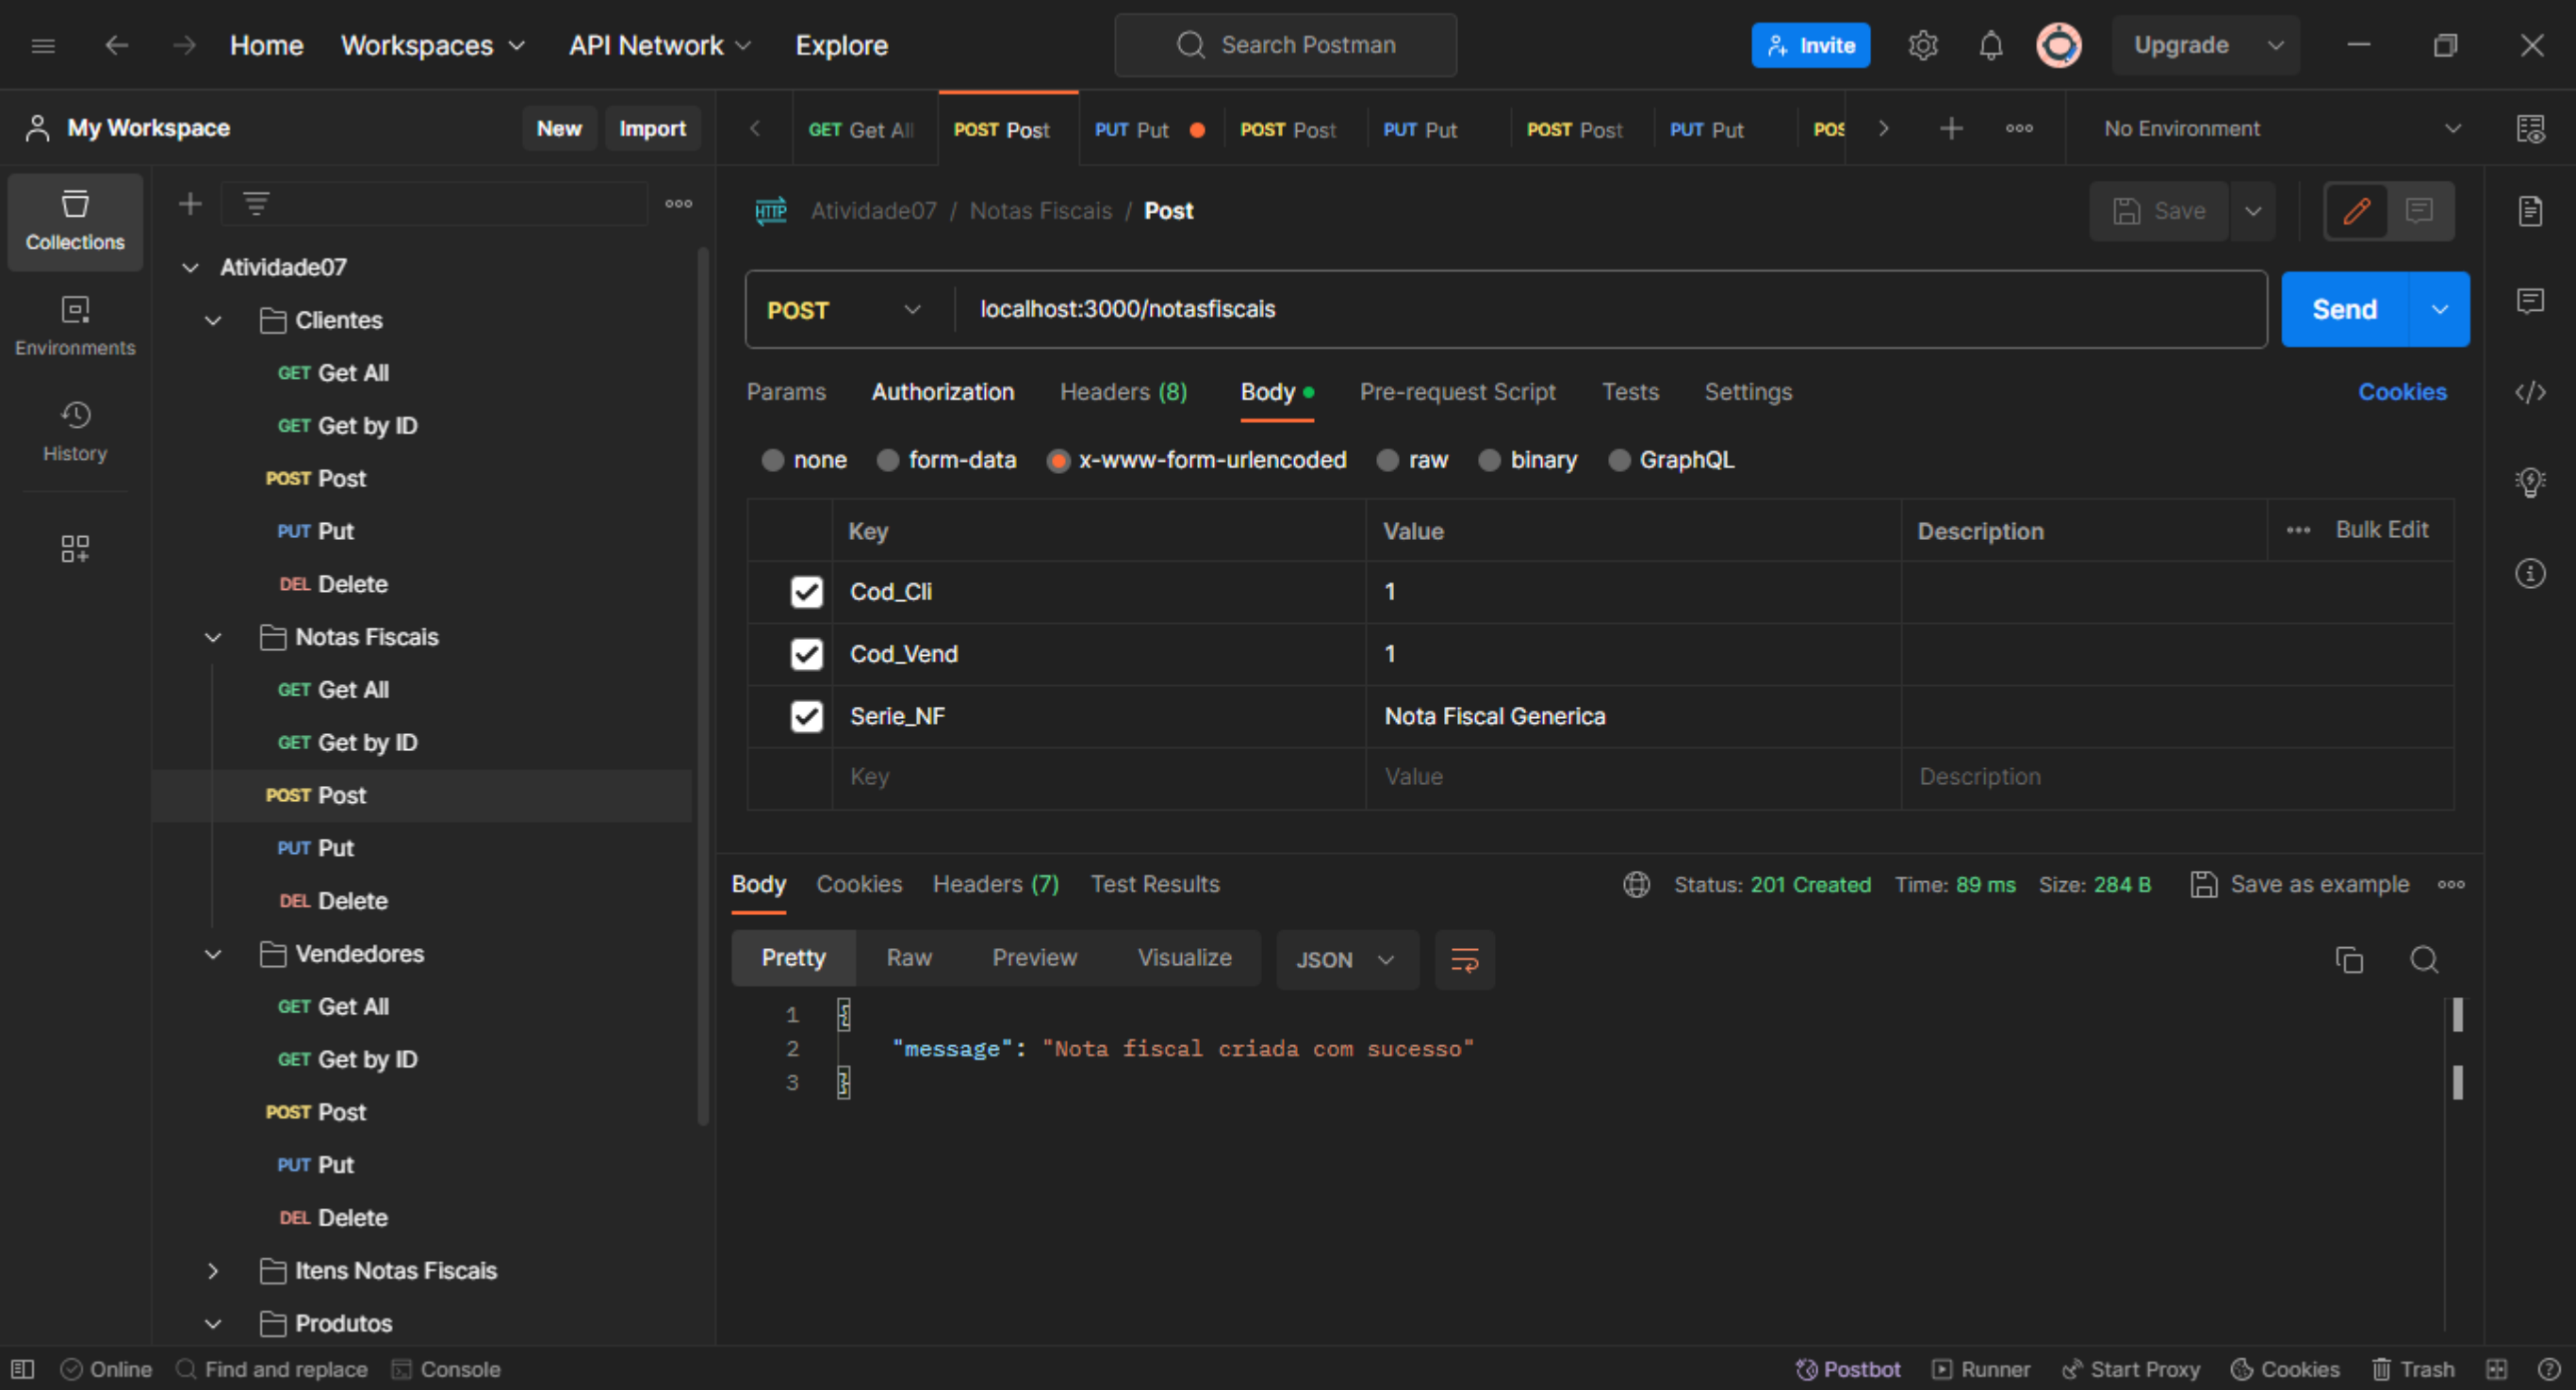 Home Workspaces API Network Explore Search Postman Invite Upgrade
My Workspace New Import GET Get All POST Post PUT Put POST Post PUT Put POST Post PUT Put No Environment
Collections
Environments
History
Atividade07
Clientes
GET Get All
GET Get by ID
POST Post
PUT Put
DEL Delete
Notas Fiscais
GET Get All
GET Get by ID
POST Post
PUT Put
DEL Delete
Vendedores
GET Get All
GET Get by ID
POST Post
PUT Put
DEL Delete
Itens Notas Fiscais
Produtos
HTTP Atividade07 / Notas Fiscais / Post Save
POST localhost:3000/notasfiscais Send
Params Authorization Headers (8) Body Pre-request Script Tests Settings Cookies
none form-data x-www-form-urlencoded raw binary GraphQL
Key Value Description Bulk Edit
Cod_Cli 1
Cod_Vend 1
Serie_NF Nota Fiscal Generica
Key Value Description
Body Cookies Headers (7) Test Results Status: 201 Created Time: 89 ms Size: 284 B Save as example
Pretty Raw Preview Visualize JSON
1 {
2 "message": "Nota fiscal criada com sucesso"
3 }
Online Find and replace Console Postbot Runner Start Proxy Cookies Trash